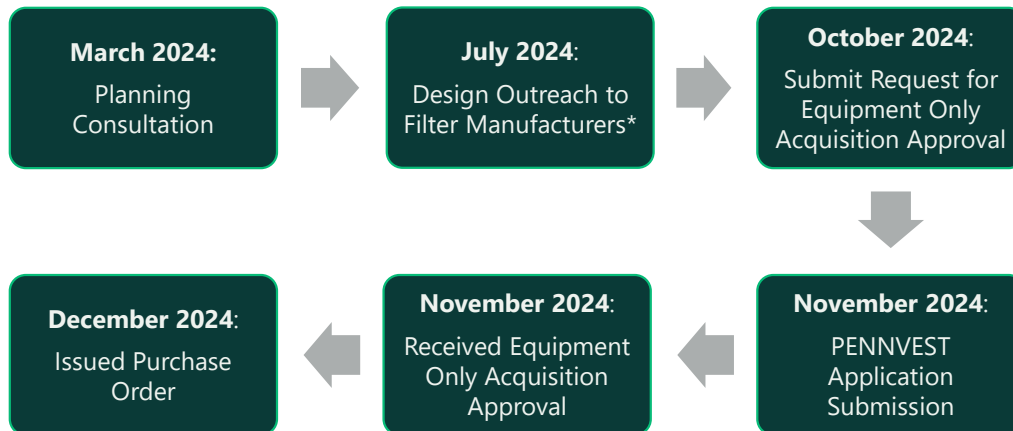 March 2024:
Planning
Consultation
July 2024:
Design Outreach to
Filter Manufacturers*
October 2024:
Submit Request for
Equipment Only
Acquisition Approval
November 2024:
PENNVEST
Application
Submission
November 2024:
Received Equipment
Only Acquisition
Approval
December 2024:
Issued Purchase
Order